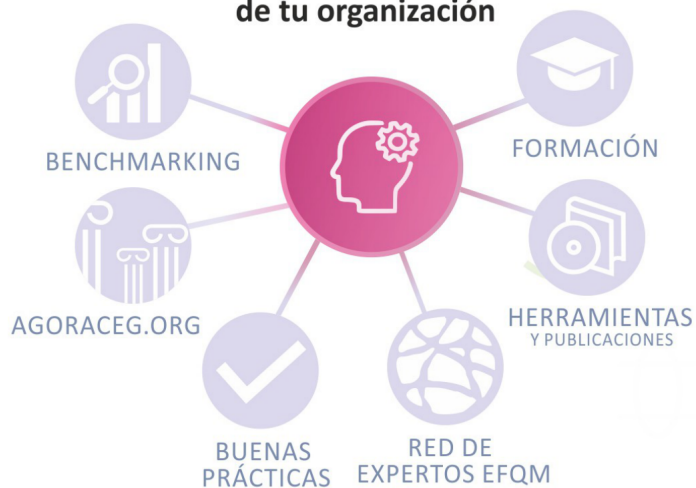 de tu organización
BENCHMARKING
FORMACIÓN
AGORACEG.ORG
HERRAMIENTAS
Y PUBLICACIONES
BUENAS
PRÁCTICAS
RED DE
EXPERTOS EFQM